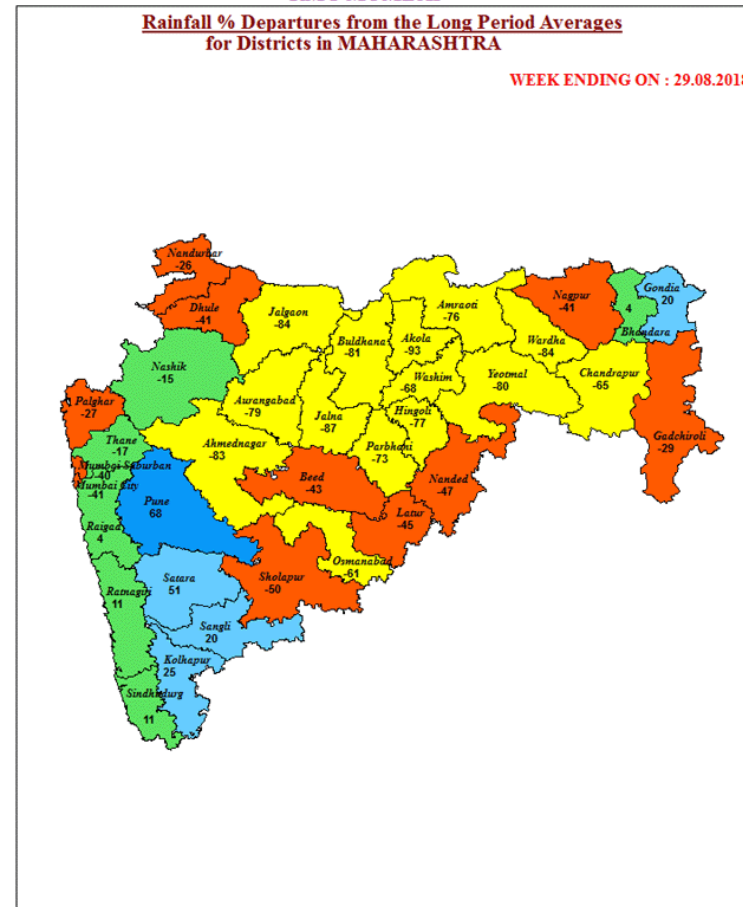 Rainfall % Departures from the Long Period Averages
for Districts in MAHARASHTRA
WEEK ENDING ON : 29.08.2018
Nandurbar
-26
Dhule
-41
Jalgaon
-84
Buldhana
-81
Akola
-93
Amraoti
-76
Nagpur
-41
4
Bhandara
Gondia
20
Wardha
-84
Nashik
-15
Washim
-68
Yeotmal
-80
Chandrapur
-65
Palghar
-27
Aurangabad
-79
Jalna
-87
Hingoli
-77
Thane
-17
Ahmednagar
-83
Parbhani
-73
Gadchiroli
-29
Mumbai Suburban
-40
Mumbai City
-41
Pune
68
Beed
-43
Nanded
-47
Latur
-45
Raigad
4
Osmanabad
-61
Satara
51
Sholapur
-50
Ratnagiri
11
Sangli
20
Kolhapur
25
Sindhudurg
11